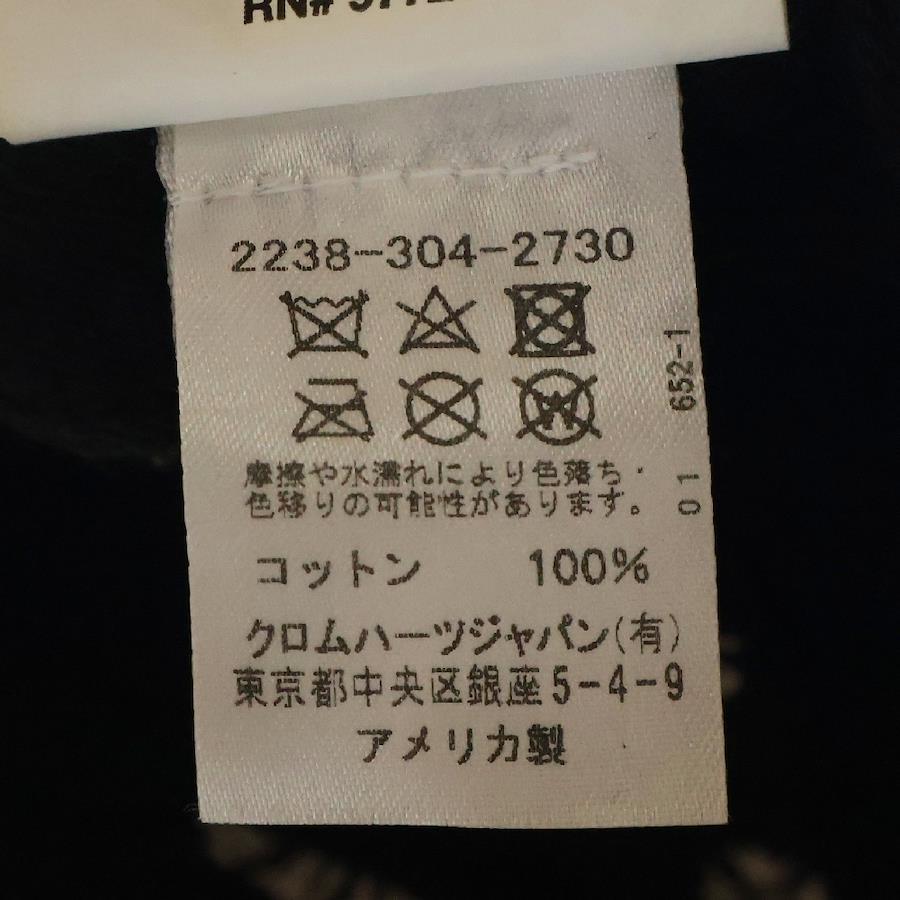 RN#
2238-304-2730
摩擦や水濡れにより色落ち・
色移りの可能性があります。
コットン 100%
クロムハーツジャパン(有)
東京都中央区銀座5-4-9
アメリカ製
01 652-1